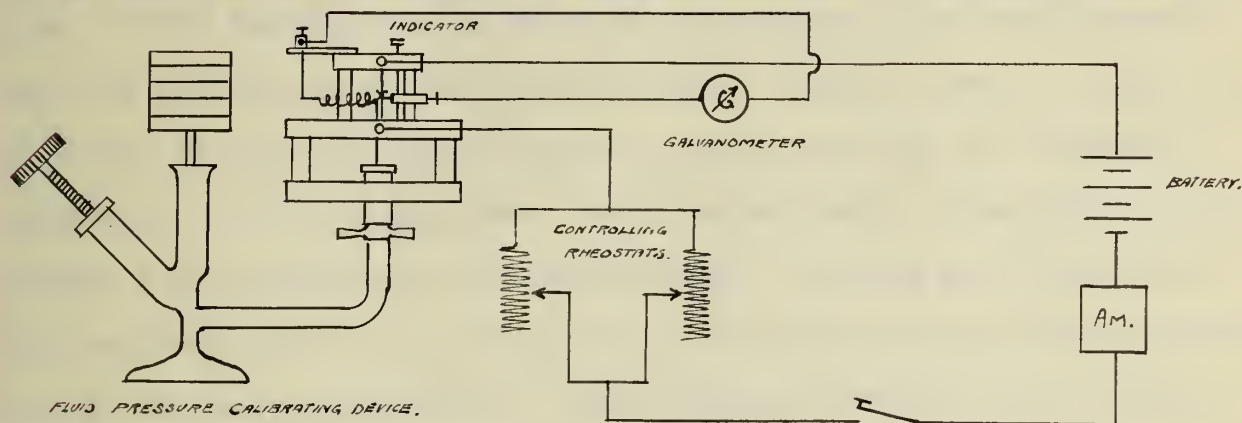 INDICATOR
G
GALVANOMETER
BATTERY.
CONTROLLING
RHEOSTATS.
AM.
FLUID PRESSURE CALIBRATING DEVICE.